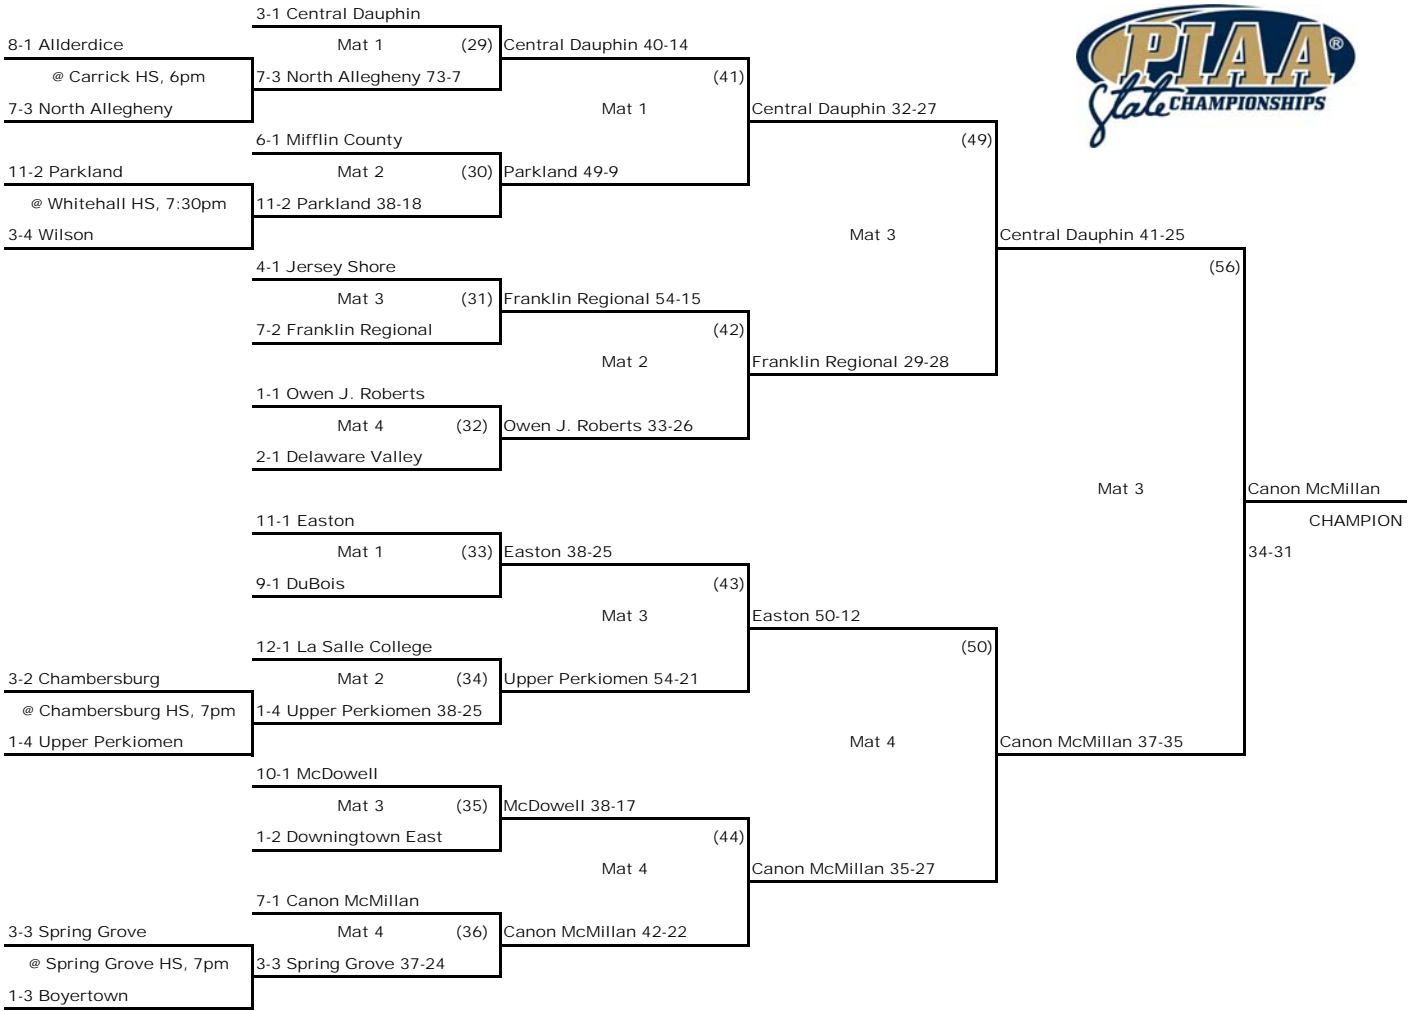 3-1 Central Dauphin
8-1 Allderdice
Mat 1 (29) Central Dauphin 40-14
@ Carrick HS, 6pm
7-3 North Allegheny 73-7
(41)
7-3 North Allegheny
Mat 1
Central Dauphin 32-27
6-1 Mifflin County
(49)
11-2 Parkland
Mat 2 (30) Parkland 49-9
@ Whitehall HS, 7:30pm
11-2 Parkland 38-18
3-4 Wilson
Mat 3
Central Dauphin 41-25
4-1 Jersey Shore
(56)
Mat 3 (31) Franklin Regional 54-15
7-2 Franklin Regional
(42)
Mat 2
Franklin Regional 29-28
1-1 Owen J. Roberts
Mat 4 (32) Owen J. Roberts 33-26
2-1 Delaware Valley
Mat 3
Canon McMillan
11-1 Easton
CHAMPION
Mat 1 (33) Easton 38-25
34-31
9-1 DuBois
(43)
Mat 3
Easton 50-12
12-1 La Salle College
(50)
3-2 Chambersburg
Mat 2 (34) Upper Perkiomen 54-21
@ Chambersburg HS, 7pm
1-4 Upper Perkiomen 38-25
1-4 Upper Perkiomen
Mat 4
Canon McMillan 37-35
10-1 McDowell
Mat 3 (35) McDowell 38-17
1-2 Downingtown East
(44)
Mat 4
Canon McMillan 35-27
7-1 Canon McMillan
3-3 Spring Grove
Mat 4 (36) Canon McMillan 42-22
@ Spring Grove HS, 7pm
3-3 Spring Grove 37-24
1-3 Boyertown
PIAA®
State CHAMPIONSHIPS